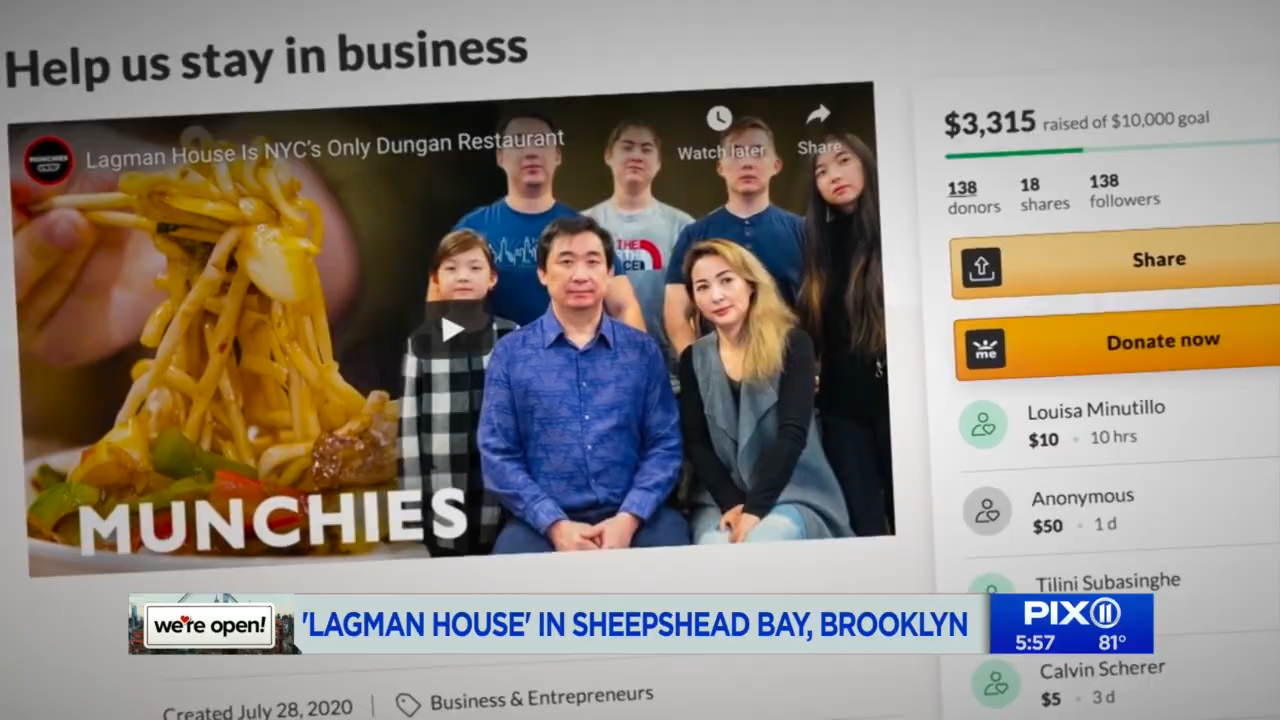 Help us stay in business
MUNCHIES
Lagman House Is NYC's Only Dungan Restaurant
Watch later
Share
THE
MUNCHIES
$3,315 raised of $10,000 goal
138
donors
18
shares
138
followers
Share
me
Donate now
Louisa Minutillo
$10 • 10 hrs
Anonymous
$50 • 1 d
Tilini Subasinghe
Calvin Scherer
$5 • 3 d
we're open!
'LAGMAN HOUSE' IN SHEEPSHEAD BAY, BROOKLYN
PIX 11
5:57 81°
Created July 28, 2020 | Business & Entrepreneurs